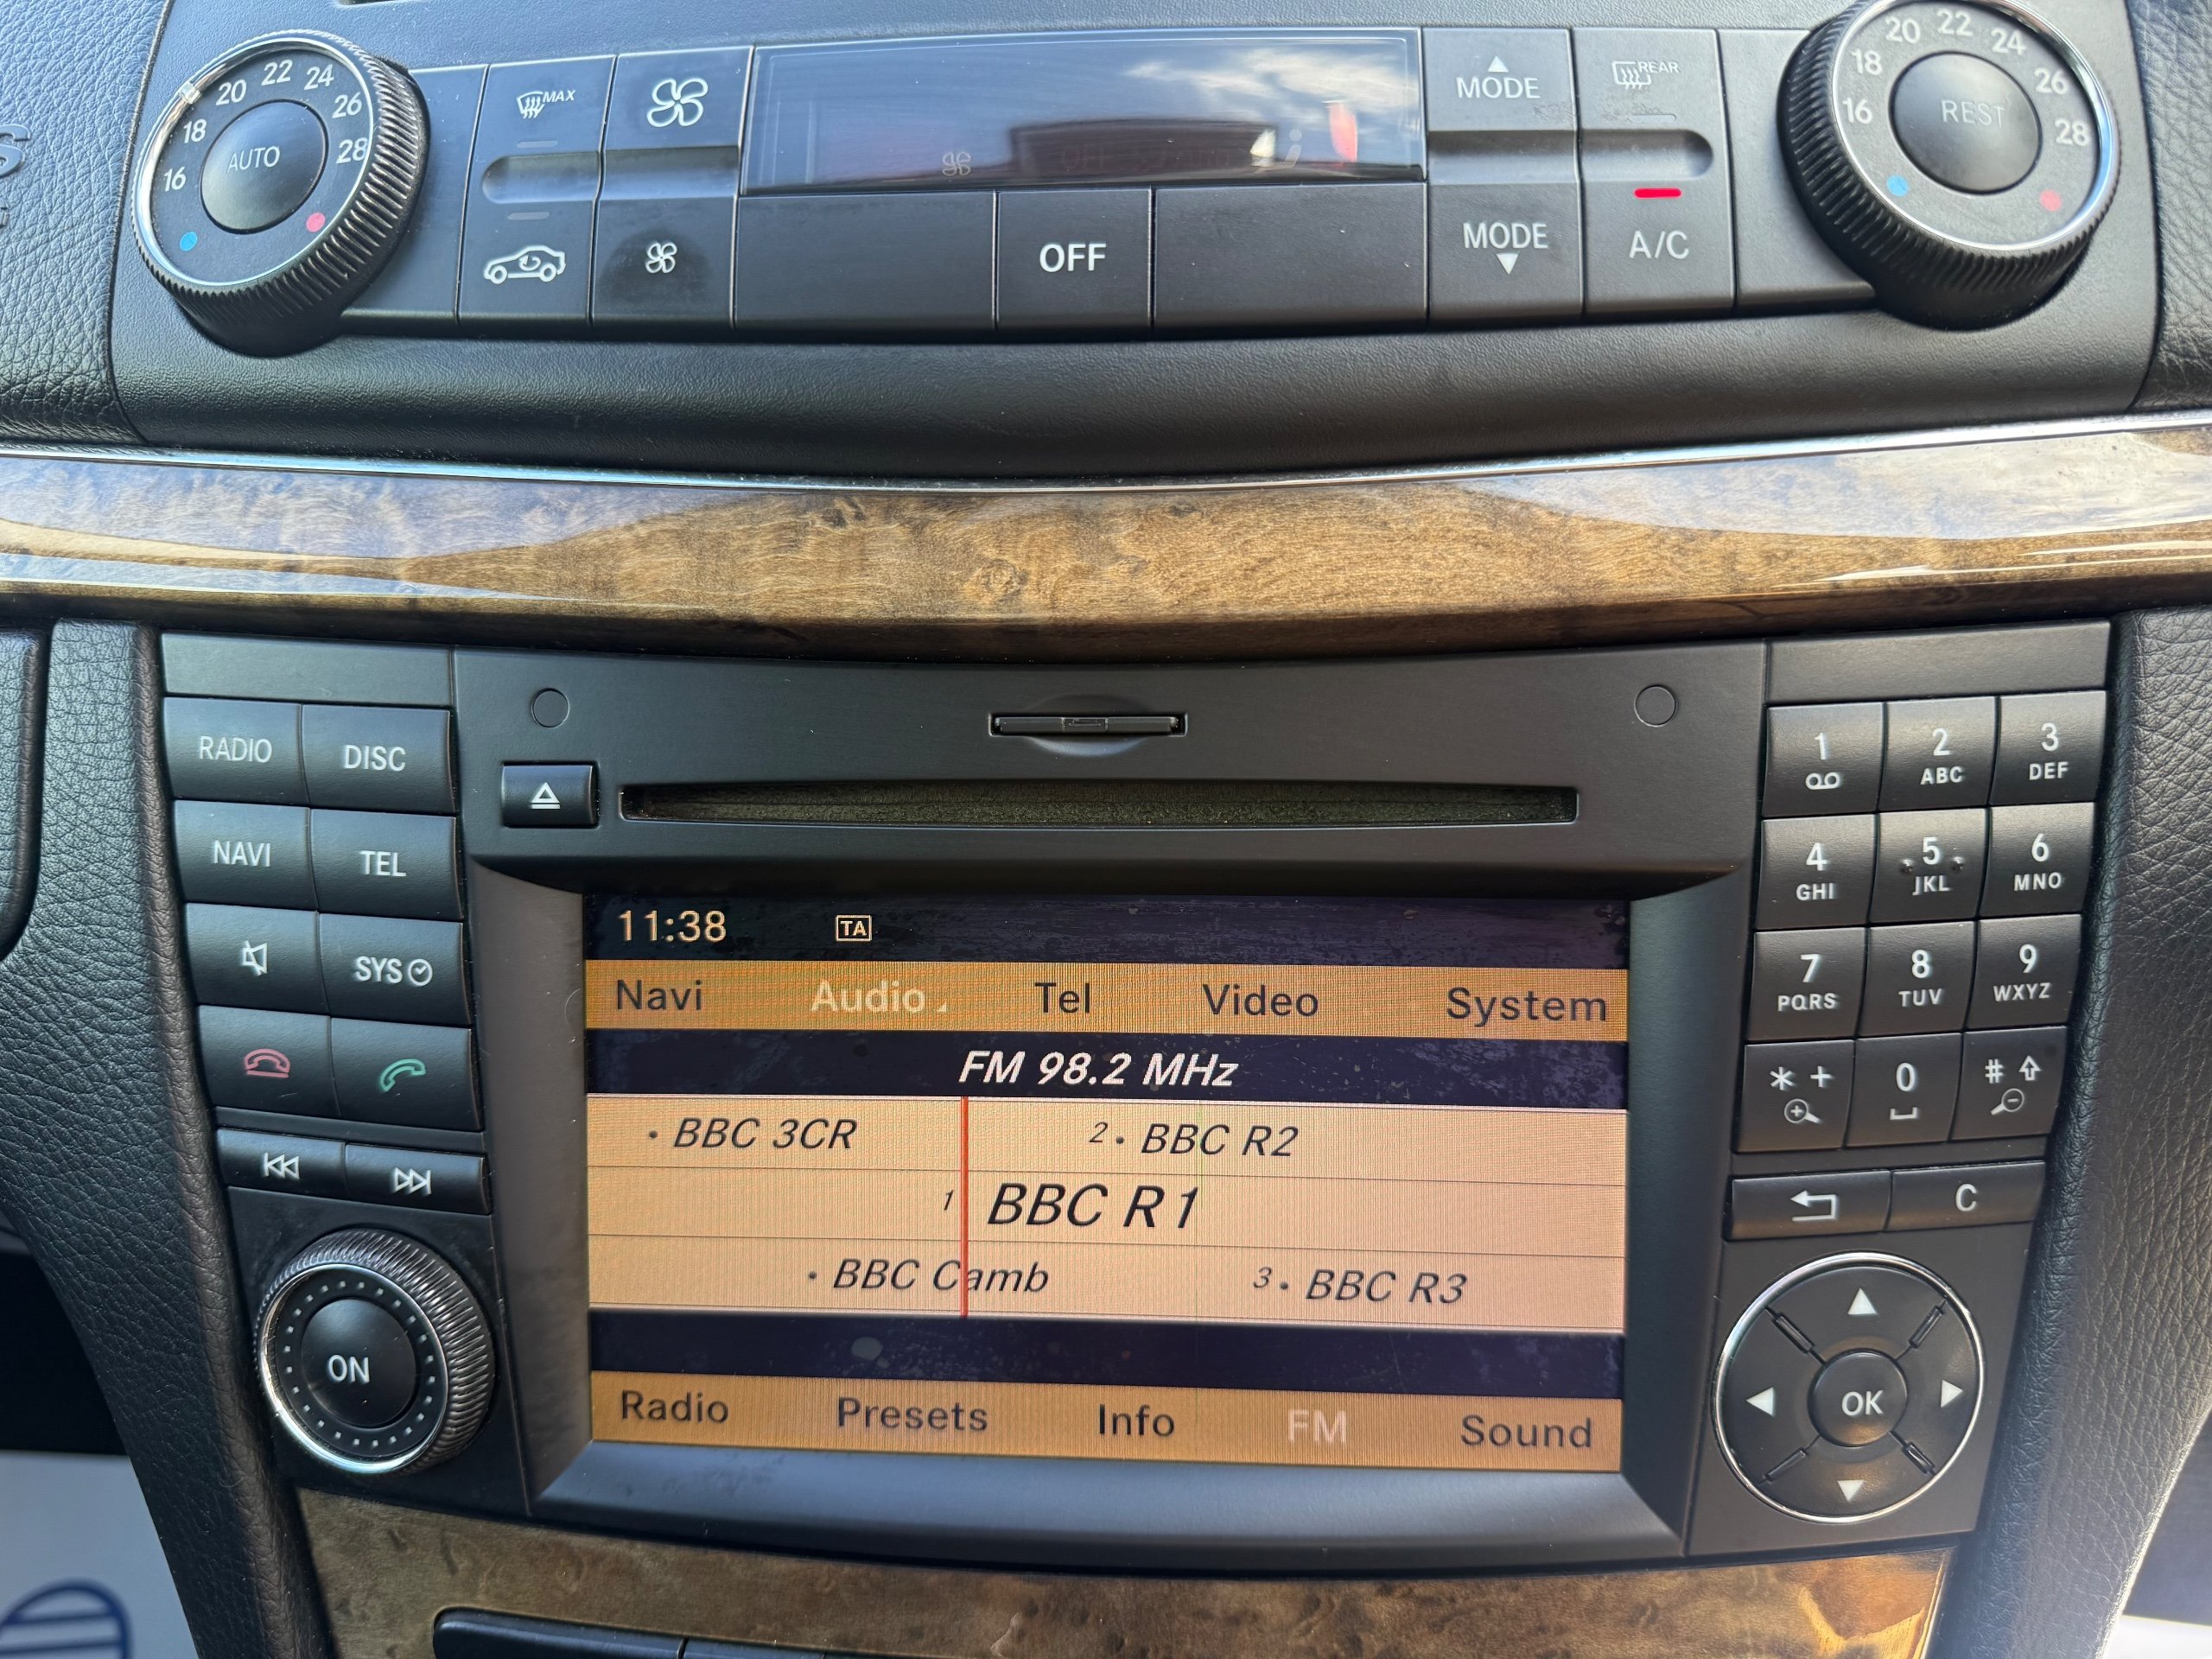 20 22 24
18 26
16 28
AUTO
MAX
OFF
MODE
MODE
REAR
A/C
20 22 24
18 26
16 28
REST
RADIO DISC
NAVI TEL
SYS
ON
1 2 ABC 3 DEF
4 GHI 5 JKL 6 MNO
7 PQRS 8 TUV 9 WXYZ
* + 0 #
C
OK
11:38 TA
Navi Audio Tel Video System
FM 98.2 MHz
• BBC 3CR 2 • BBC R2
1 BBC R1
• BBC Camb 3 • BBC R3
Radio Presets Info FM Sound